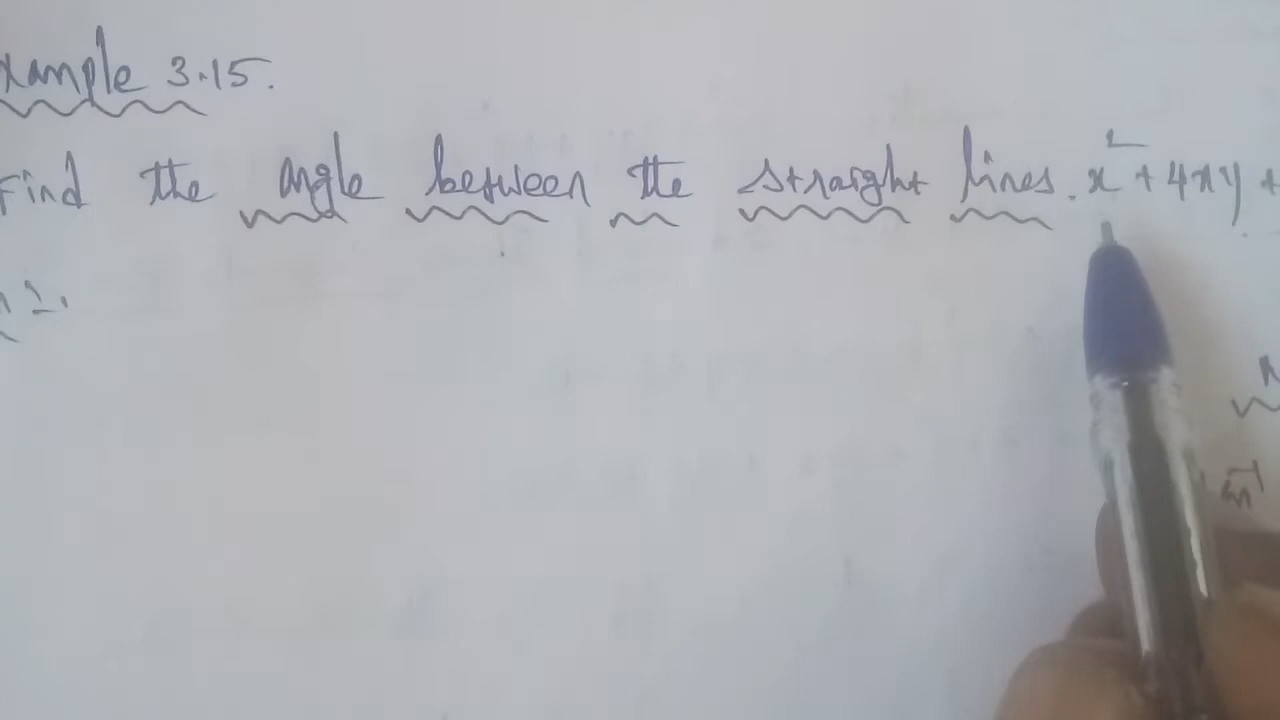 xample 3.15.
Find the angle between the straight lines. x² + 4xy +